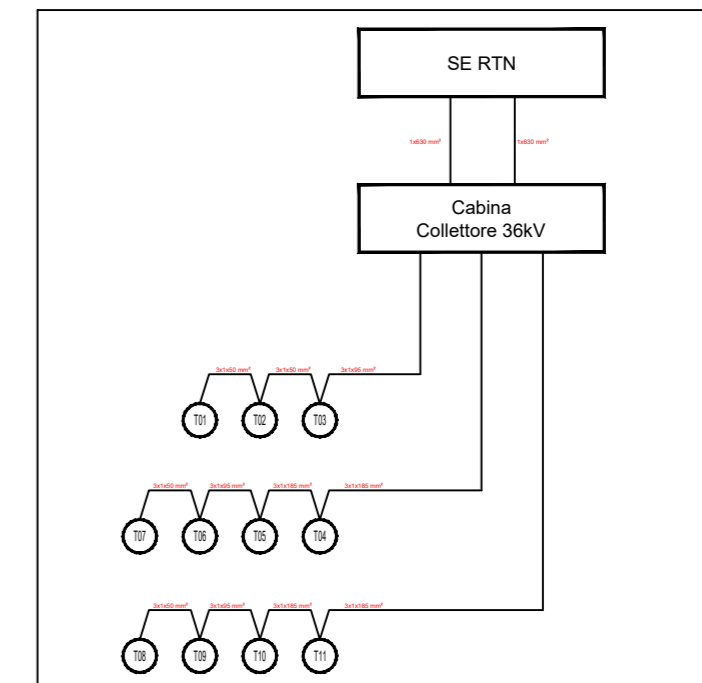 SE RTN
1x630 mm²
1x630 mm²
Cabina
Collettore 36kV
3x1x50 mm²
3x1x50 mm²
3x1x95 mm²
T01
T02
T03
3x1x50 mm²
3x1x95 mm²
3x1x185 mm²
3x1x185 mm²
T07
T06
T05
T04
3x1x50 mm²
3x1x95 mm²
3x1x185 mm²
3x1x185 mm²
T08
T09
T10
T11